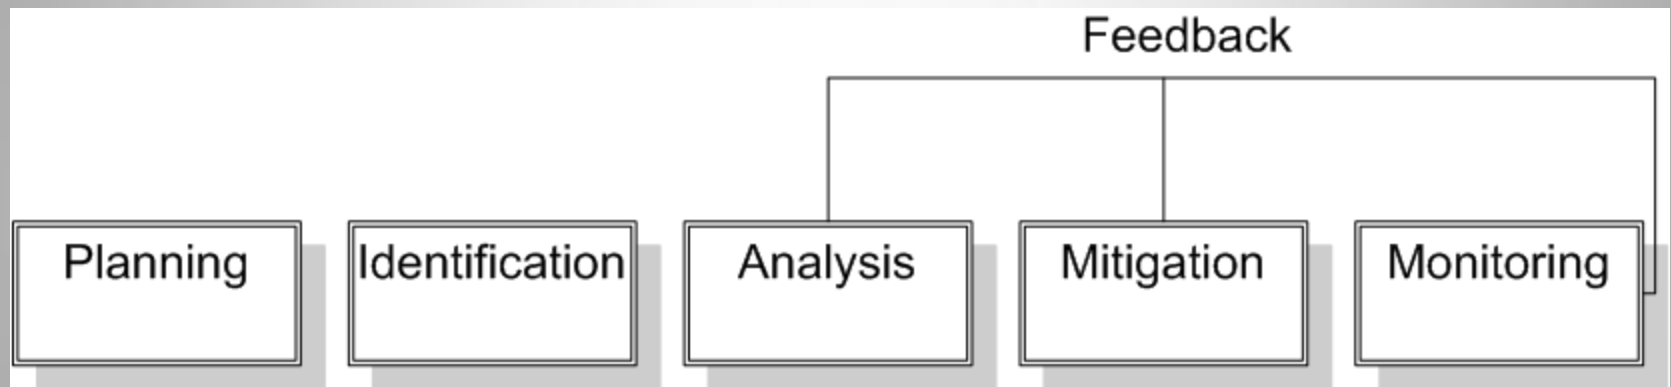 Feedback
Planning
Identification
Analysis
Mitigation
Monitoring